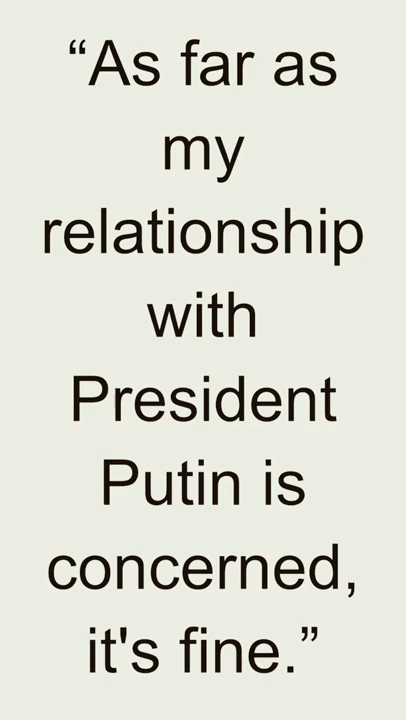 “As far as
my
relationship
with
President
Putin is
concerned,
it's fine.”